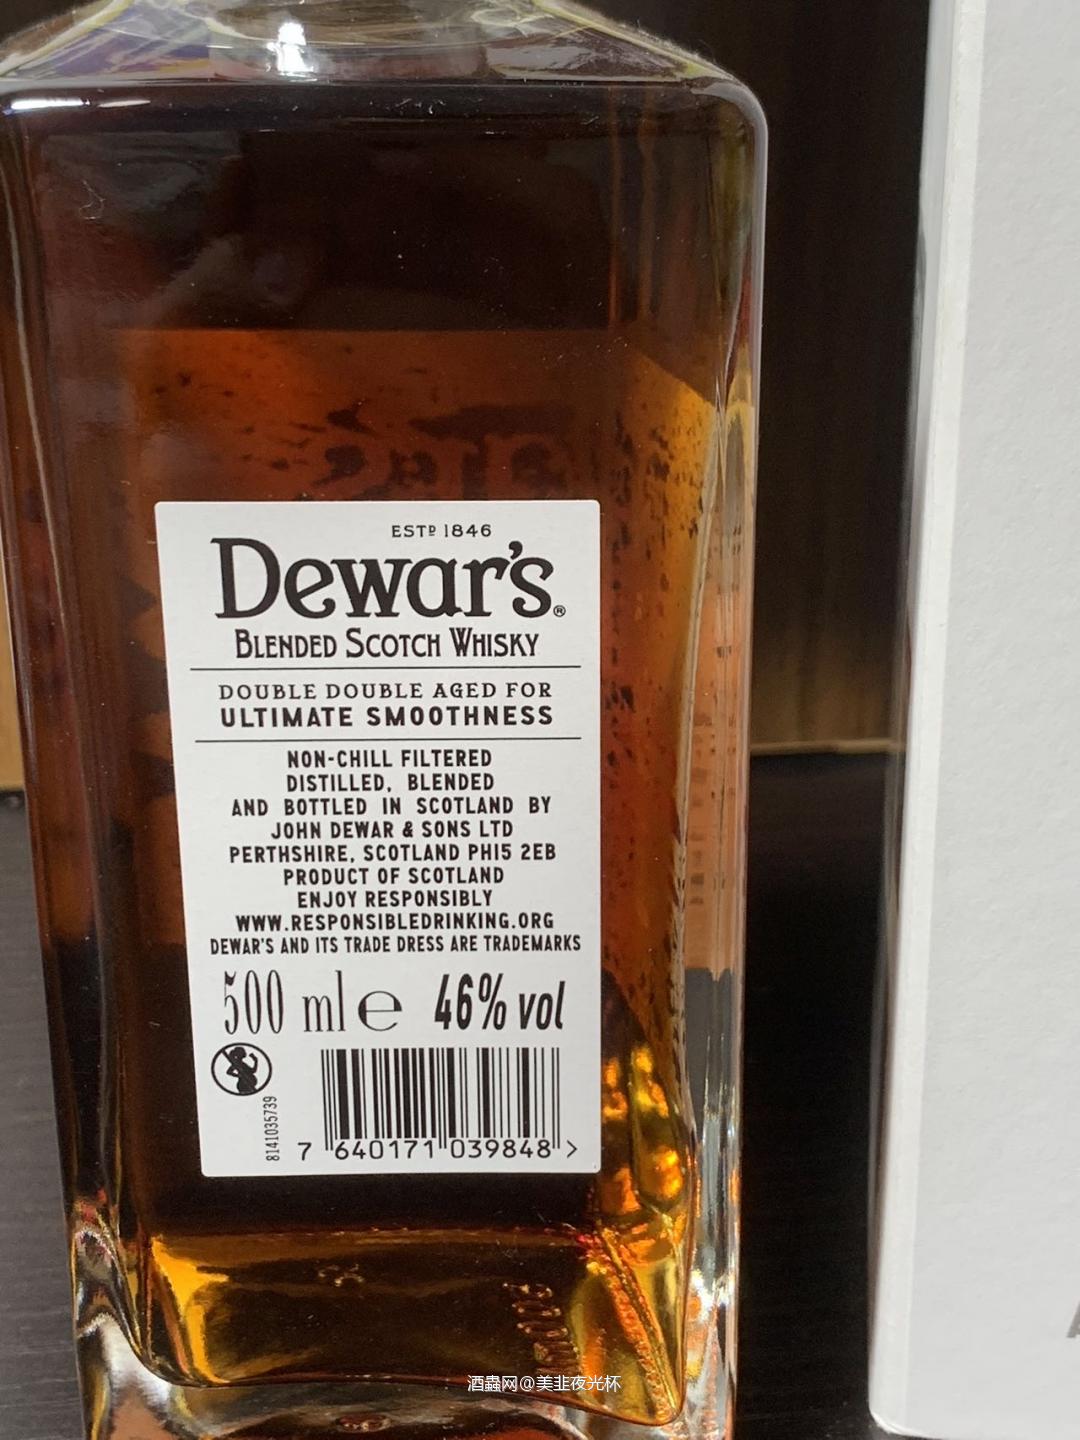 ESTD 1846
Dewar's®
BLENDED SCOTCH WHISKY
DOUBLE DOUBLE AGED FOR
ULTIMATE SMOOTHNESS
NON-CHILL FILTERED
DISTILLED, BLENDED
AND BOTTLED IN SCOTLAND BY
JOHN DEWAR & SONS LTD
PERTHSHIRE, SCOTLAND PH15 2EB
PRODUCT OF SCOTLAND
ENJOY RESPONSIBLY
WWW.RESPONSIBLEDRINKING.ORG
DEWAR'S AND ITS TRADE DRESS ARE TRADEMARKS
500 ml e 46% vol
8141035739
7 640171 039848 >
酒蟲网@美韭夜光杯